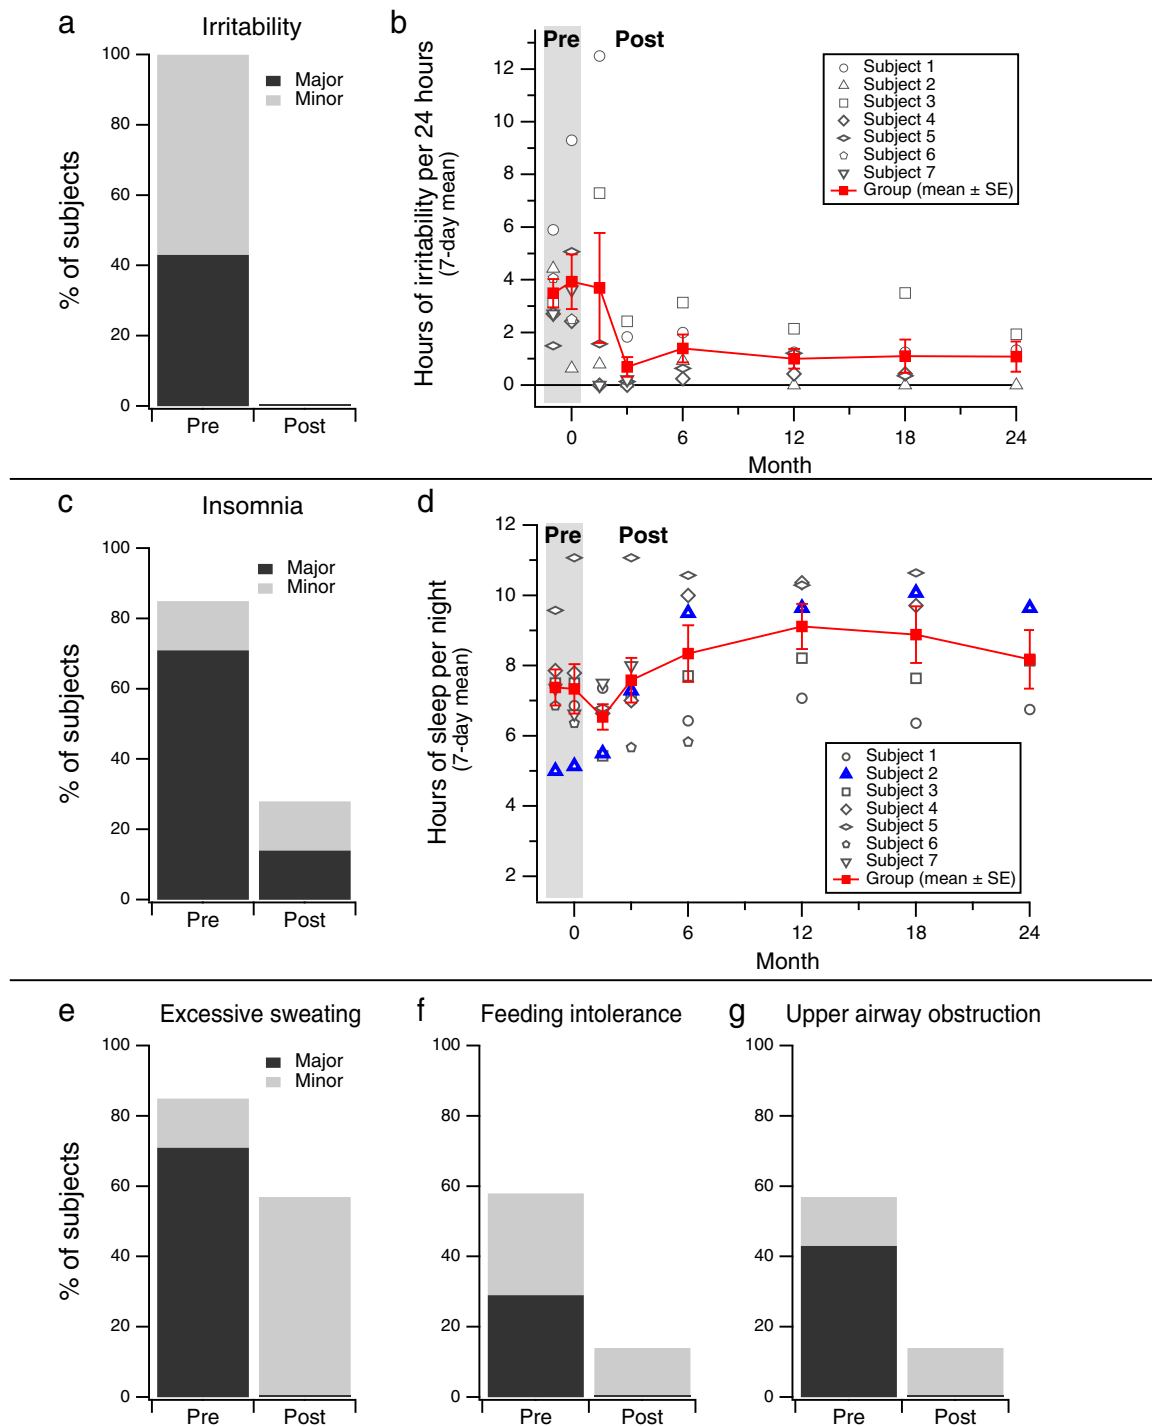 a
Irritability
100
80
60
40
20
0
% of subjects
Major
Minor
Pre
Post
b
Pre
Post
12
10
8
6
4
2
0
Hours of irritability per 24 hours
(7-day mean)
Subject 1
Subject 2
Subject 3
Subject 4
Subject 5
Subject 6
Subject 7
Group (mean ± SE)
0
6
12
18
24
Month
c
Insomnia
100
80
60
40
20
0
% of subjects
Major
Minor
Pre
Post
d
Pre
Post
12
10
8
6
4
2
Hours of sleep per night
(7-day mean)
Subject 1
Subject 2
Subject 3
Subject 4
Subject 5
Subject 6
Subject 7
Group (mean ± SE)
0
6
12
18
24
Month
e
Excessive sweating
100
80
60
40
20
0
% of subjects
Major
Minor
Pre
Post
f
Feeding intolerance
100
80
60
40
20
0
Pre
Post
g
Upper airway obstruction
100
80
60
40
20
0
Pre
Post